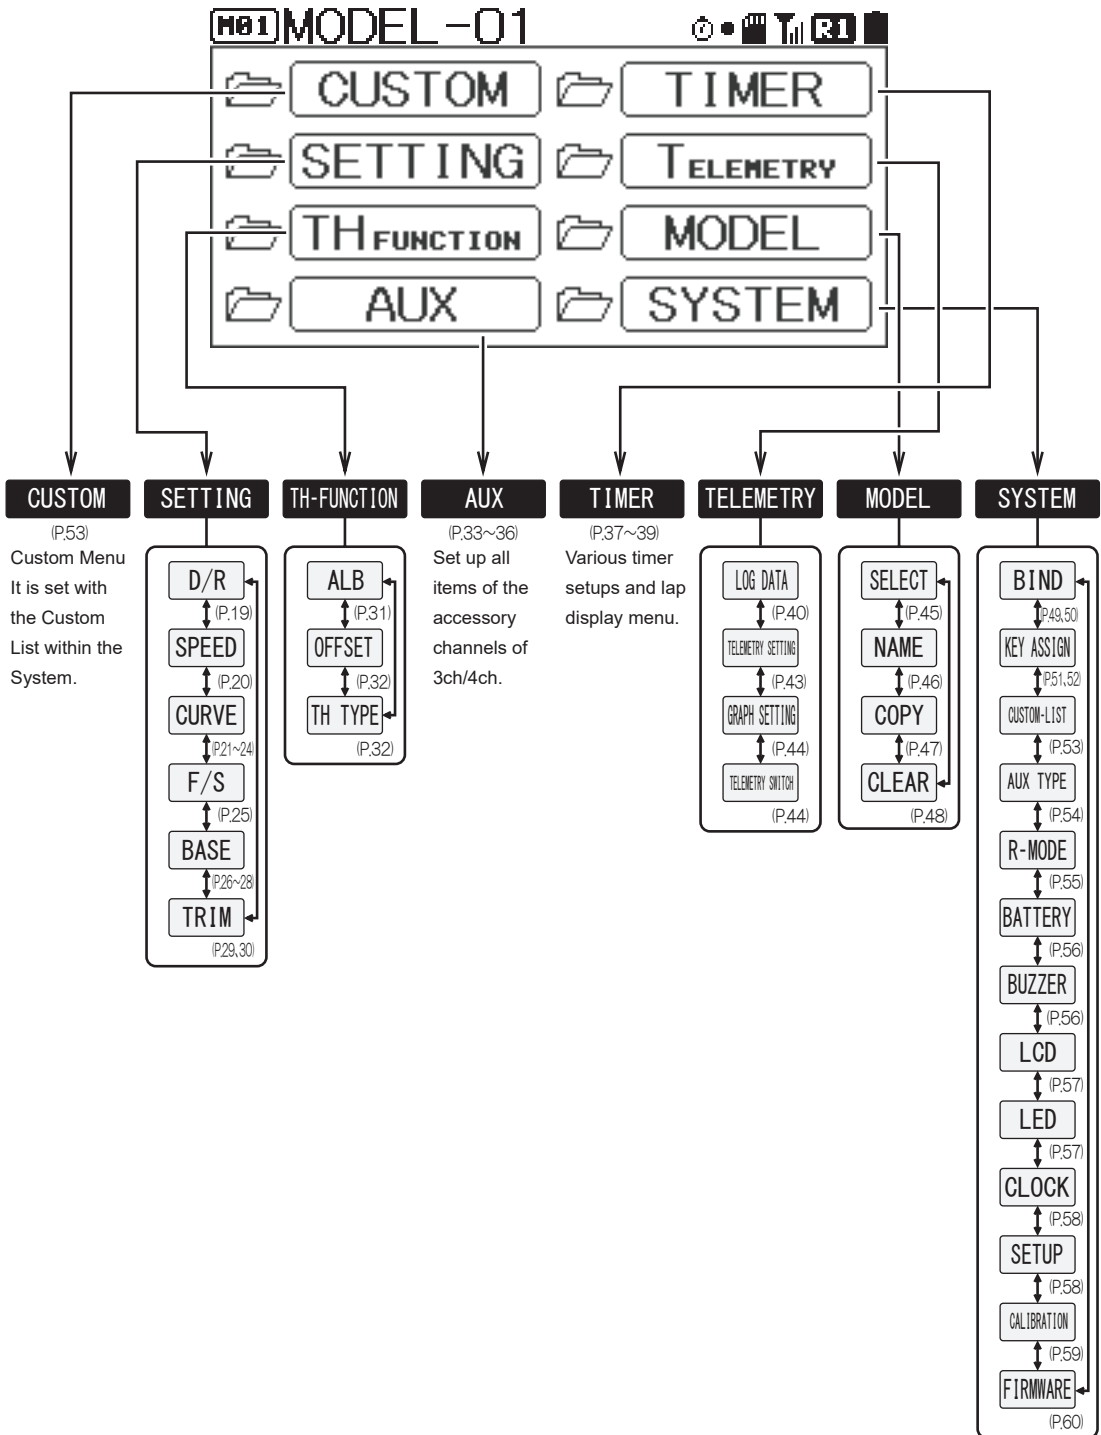 M01 MODEL-01 R1
CUSTOM TIMER
SETTING TELEMETRY
TH FUNCTION MODEL
AUX SYSTEM
CUSTOM
(P.53)
Custom Menu
It is set with
the Custom
List within the
System.
SETTING
D/R
(P.19)
SPEED
(P.20)
CURVE
(P.21~24)
F/S
(P.25)
BASE
(P.26~28)
TRIM
(P.29、30)
TH-FUNCTION
ALB
(P.31)
OFFSET
(P.32)
TH TYPE
(P.32)
AUX
(P.33~36)
Set up all
items of the
accessory
channels of
3ch/4ch.
TIMER
(P.37~39)
Various timer
setups and lap
display menu.
TELEMETRY
LOG DATA
(P.40)
TELEMETRY SETTING
(P.43)
GRAPH SETTING
(P.44)
TELEMETRY SWITCH
(P.44)
MODEL
SELECT
(P.45)
NAME
(P.46)
COPY
(P.47)
CLEAR
(P.48)
SYSTEM
BIND
(P.49、50)
KEY ASSIGN
(P.51、52)
CUSTOM-LIST
(P.53)
AUX TYPE
(P.54)
R-MODE
(P.55)
BATTERY
(P.56)
BUZZER
(P.56)
LCD
(P.57)
LED
(P.57)
CLOCK
(P.58)
SETUP
(P.58)
CALIBRATION
(P.59)
FIRMWARE
(P.60)